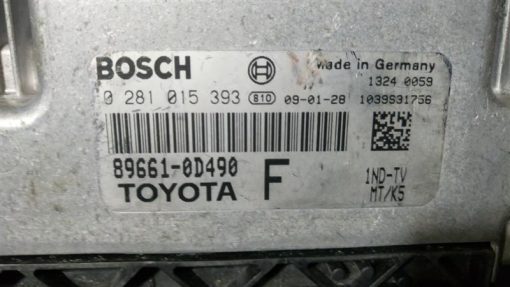 BOSCH Made in Germany
1324 0059
0 281 015 393 810 09-01-28 1039S31756
89661-0D490 F 1ND-TV
TOYOTA MT/K5